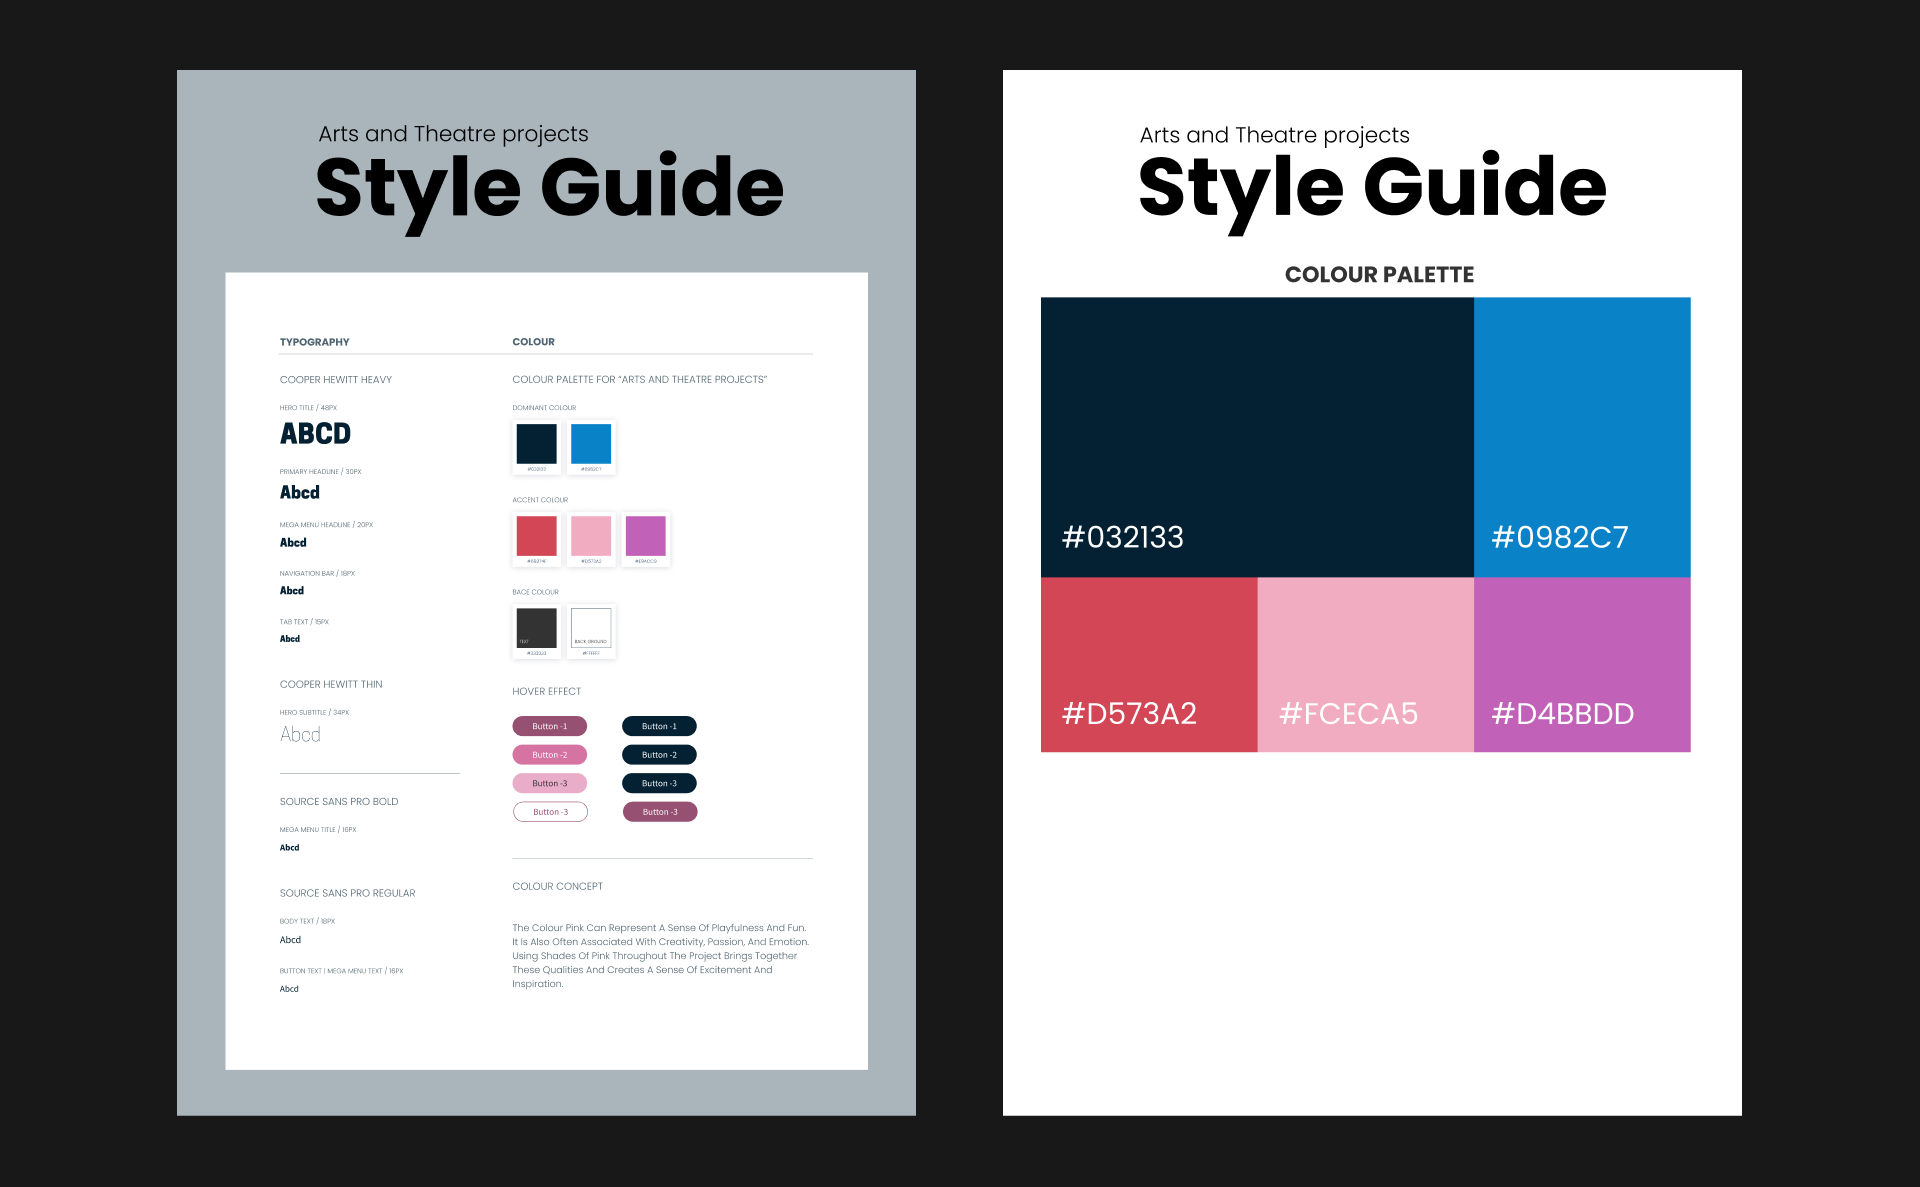 Arts and Theatre projects
Style Guide
TYPOGRAPHY
COOPER HEWITT HEAVY
HERO TITLE / 48PX
ABCD
PRIMARY HEADLINE / 30PX
Abcd
MEGA MENU HEADLINE / 20PX
Abcd
NAVIGATION BAR / 18PX
Abcd
TAB TEXT / 15PX
Abcd
COOPER HEWITT THIN
HERO SUBTITLE / 34PX
Abcd
SOURCE SANS PRO BOLD
MEGA MENU TITLE / 16PX
Abcd
SOURCE SANS PRO REGULAR
BODY TEXT / 18PX
Abcd
BUTTON TEXT | MEGA MENU TEXT / 16PX
Abcd
COLOUR
COLOUR PALETTE FOR “ARTS AND THEATRE PROJECTS”
DOMINANT COLOUR
#032133
#0982C7
ACCENT COLOUR
#D573A2
BACE COLOUR
TEXT
BACK GROUND
#333333
#FFFFFF
HOVER EFFECT
Button -1
Button -1
Button -2
Button -2
Button -3
Button -3
Button -3
Button -3
COLOUR CONCEPT
The Colour Pink Can Represent A Sense Of Playfulness And Fun.
It Is Also Often Associated With Creativity, Passion, And Emotion.
Using Shades Of Pink Throughout The Project Brings Together
These Qualities And Creates A Sense Of Excitement And
Inspiration.
Arts and Theatre projects
Style Guide
COLOUR PALETTE
#032133
#0982C7
#D573A2
#FCECA5
#D4BBDD